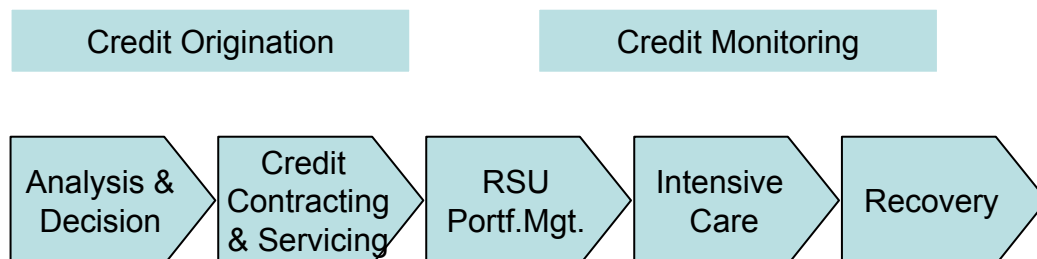 Credit Origination
Credit Monitoring
Analysis &
Decision
Credit
Contracting
& Servicing
RSU
Portf.Mgt.
Intensive
Care
Recovery